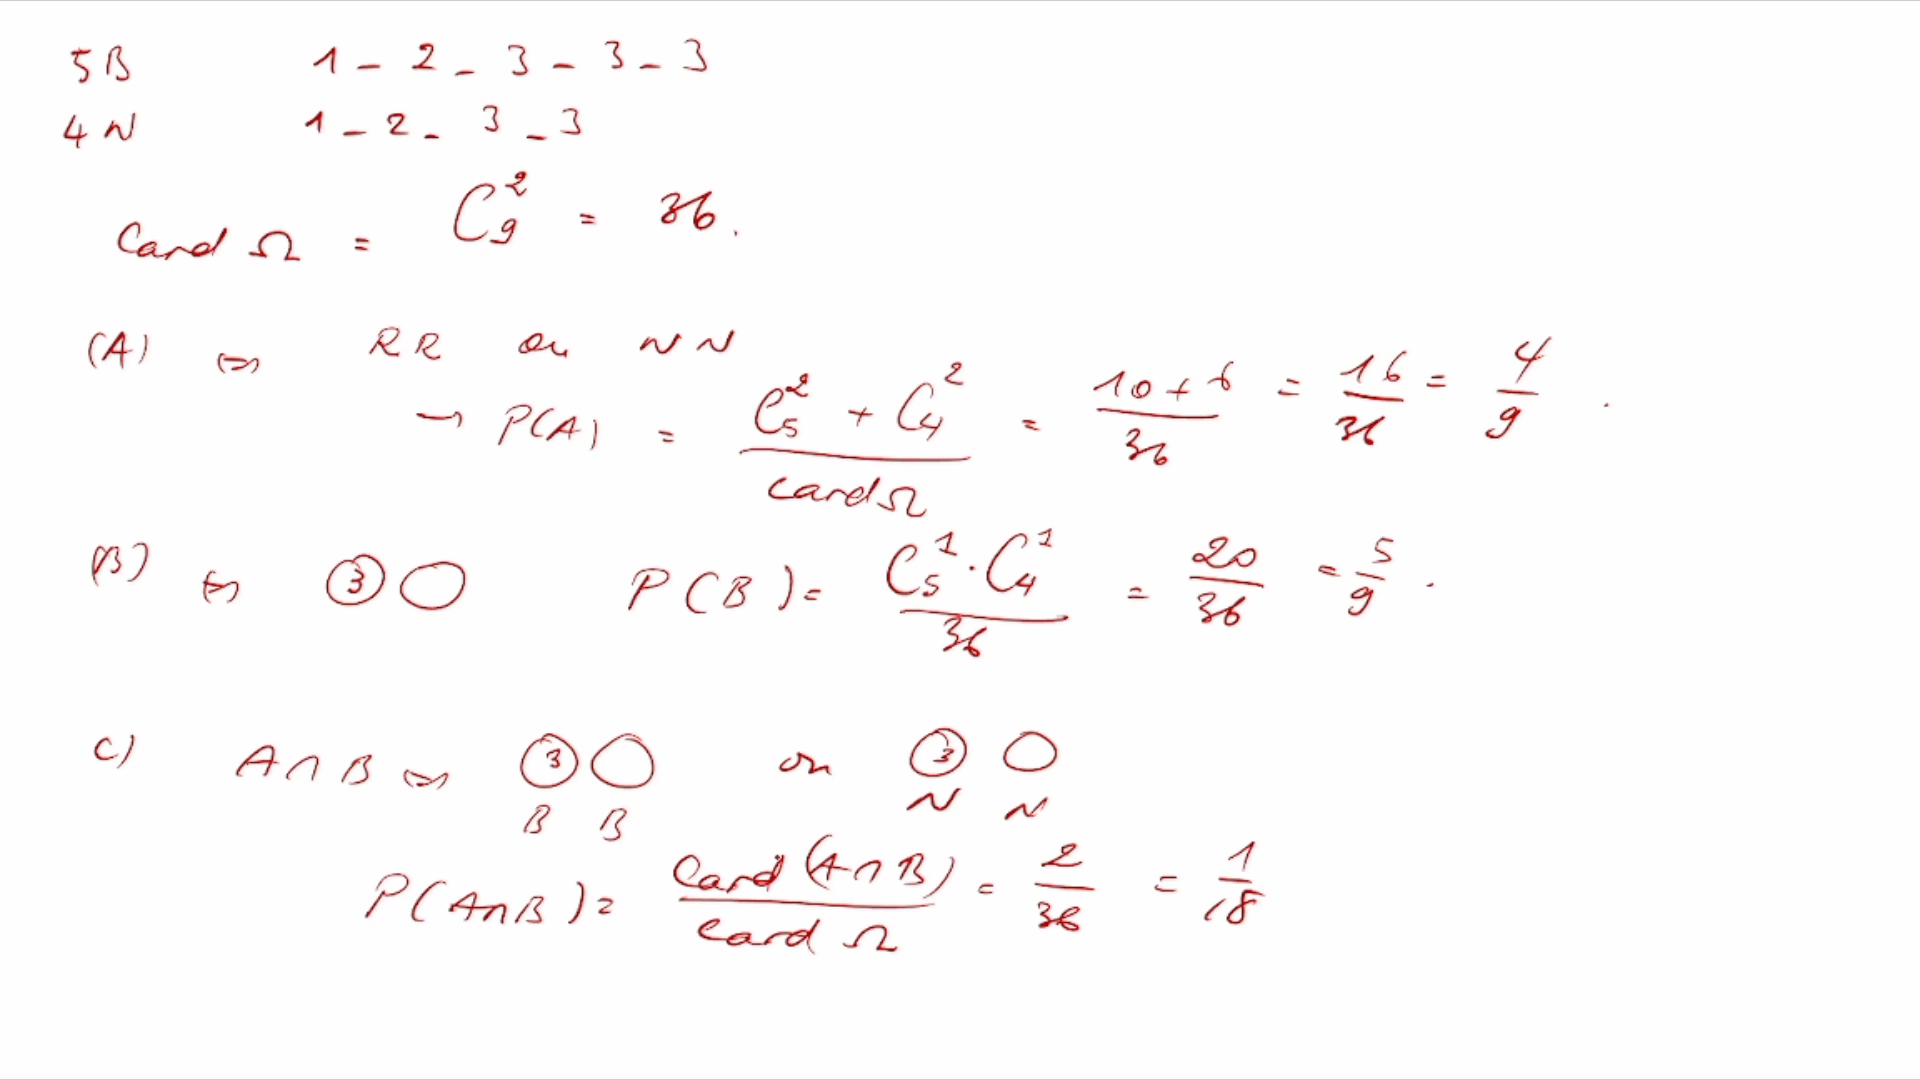 5B 1 - 2 - 3 - 3 - 3
4N 1 - 2 - 3 - 3
Card Ω = C₉² = 36.
(A) ⇔ RR ou NN
→ P(A) = (C₅² + C₄²)/(card Ω) = (10 + 6)/36 = 16/36 = 4/9.
(B) ⇔ ③ ◯ P(B) = (C₅¹ · C₄¹)/36 = 20/36 = 5/9.
C) A∩B ⇔ ③ ◯ ou ③ ◯
B B N N
P(A∩B) = Card(A∩B)/card Ω = 2/36 = 1/18